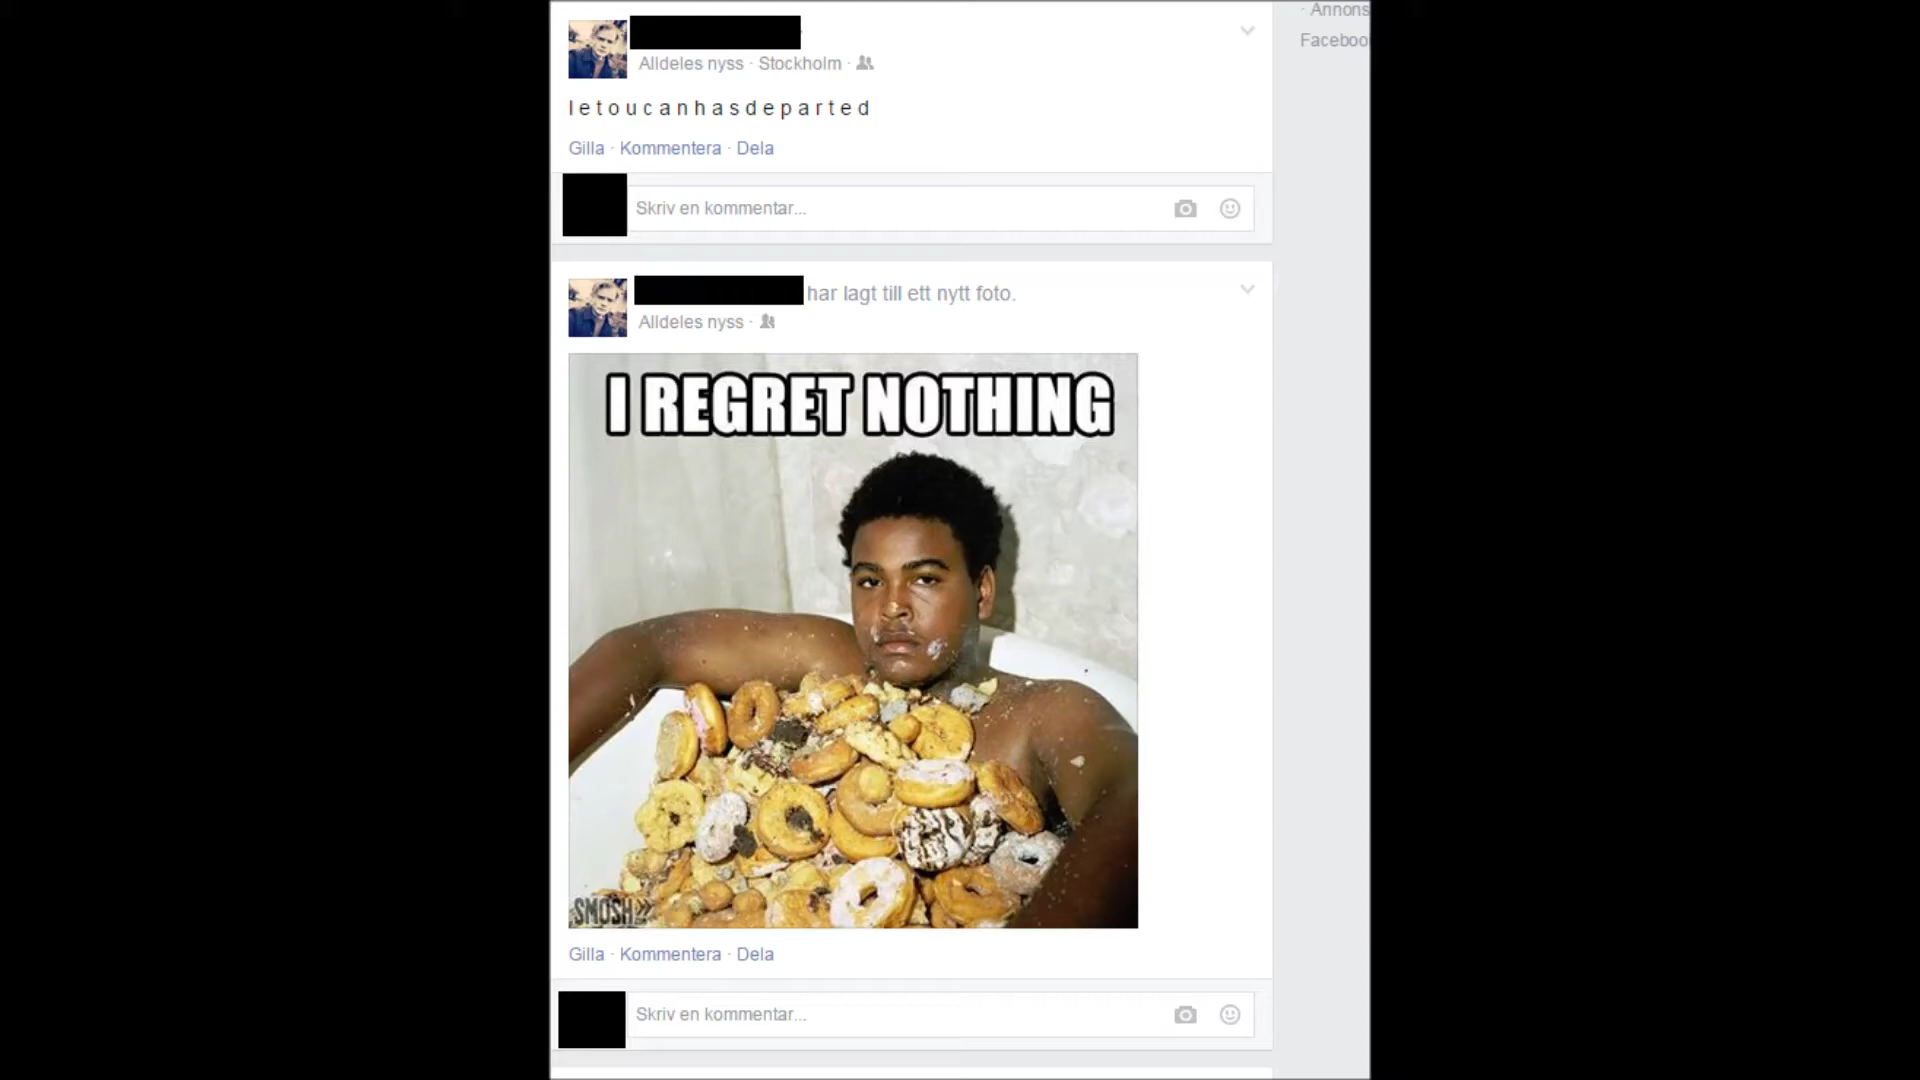 · Annons
Faceboo
Alldeles nyss · Stockholm ·
l e t o u c a n h a s d e p a r t e d
Gilla · Kommentera · Dela
Skriv en kommentar...
har lagt till ett nytt foto.
Alldeles nyss ·
I REGRET NOTHING
SMOSH
Gilla · Kommentera · Dela
Skriv en kommentar...